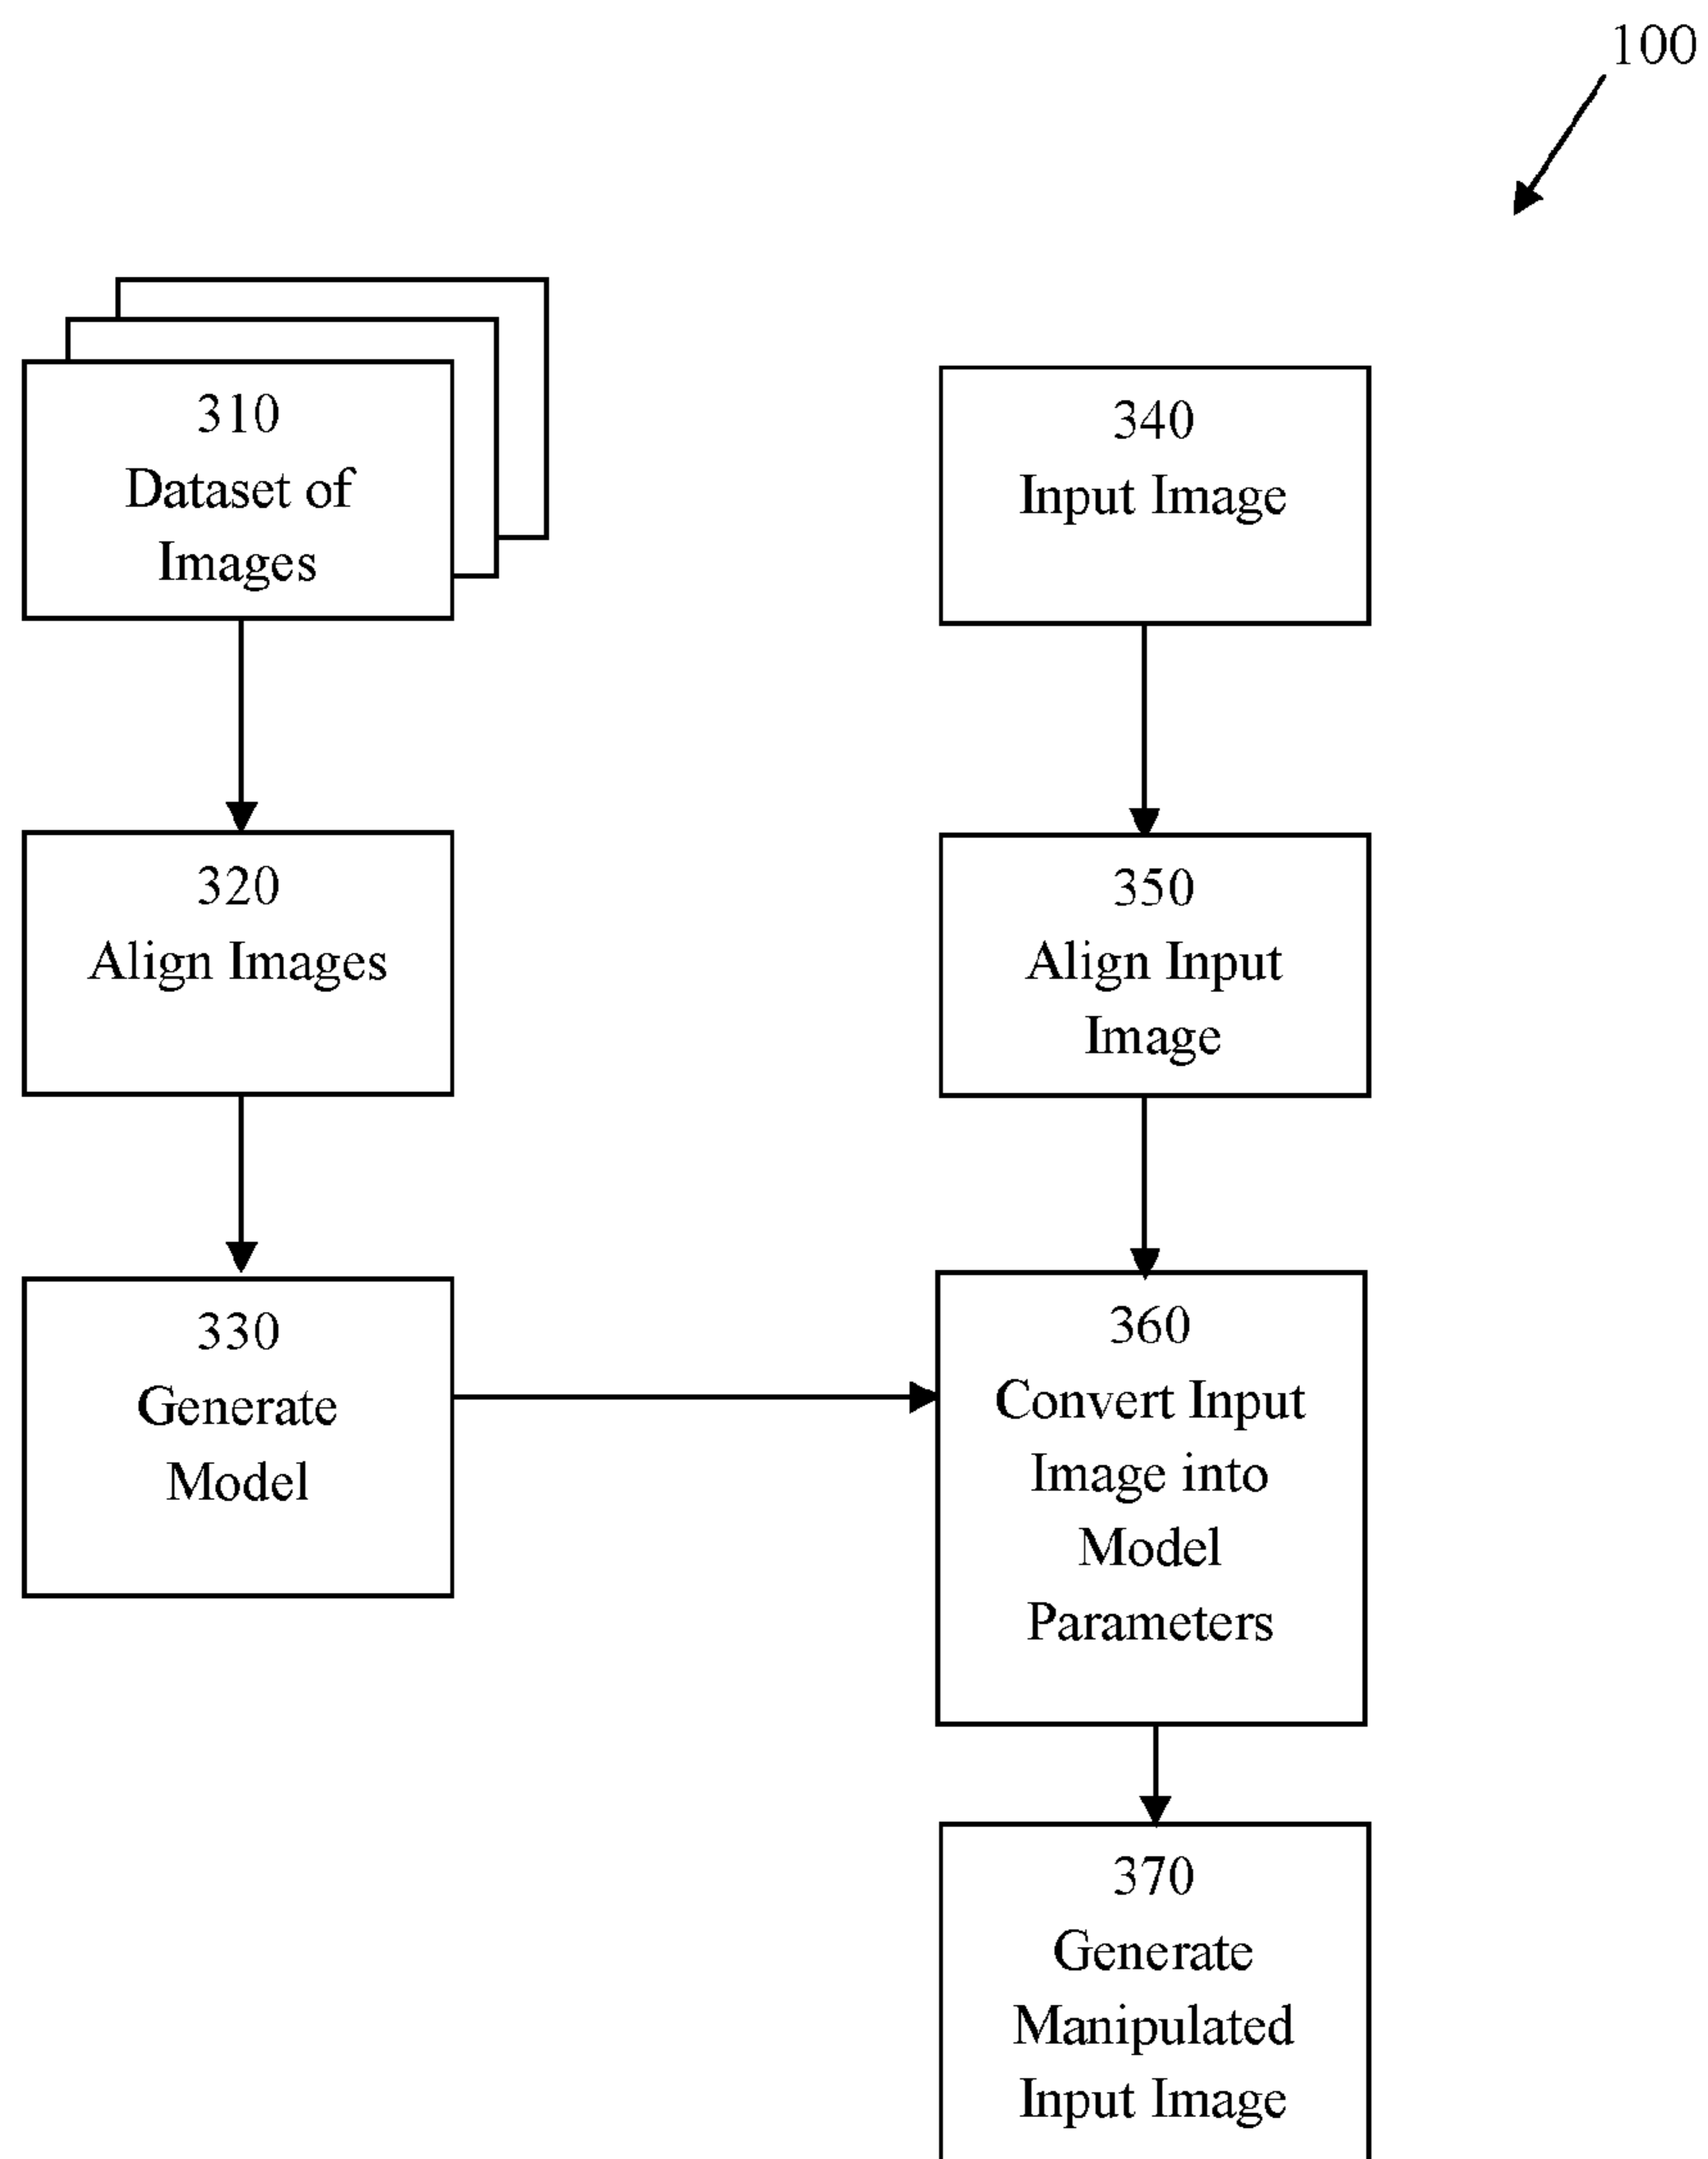 100
310
Dataset of
Images
320
Align Images
330
Generate
Model
340
Input Image
350
Align Input
Image
360
Convert Input
Image into
Model
Parameters
370
Generate
Manipulated
Input Image